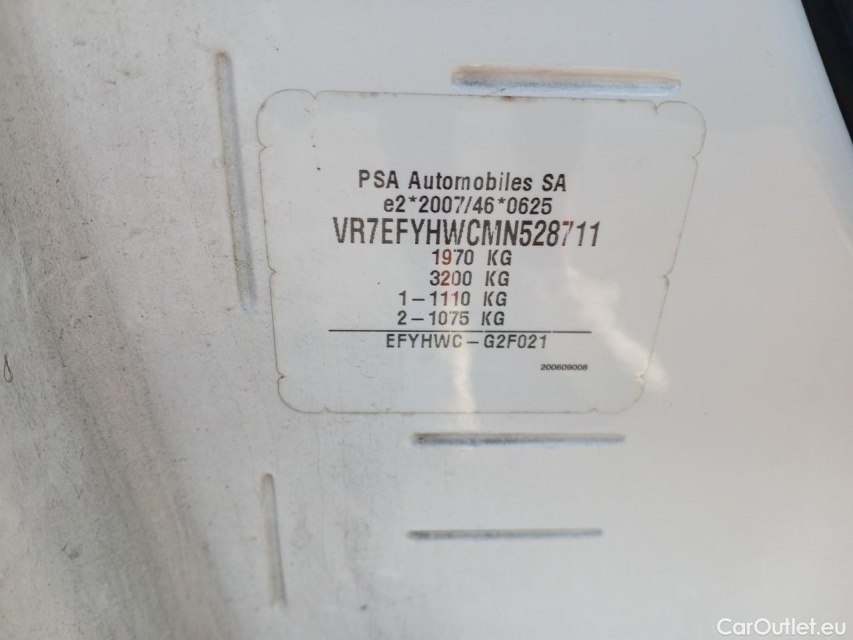 PSA Automobiles SA
e2*2007/46*0625
VR7EFYHWCMN528711
1970 KG
3200 KG
1-1110 KG
2-1075 KG
EFYHWC-G2F021
200609008
CarOutlet.eu